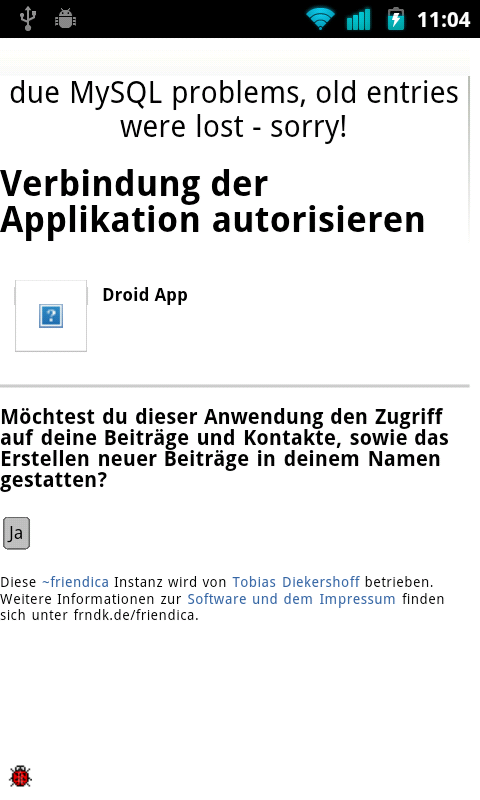 11:04
due MySQL problems, old entries
were lost - sorry!
Verbindung der
Applikation autorisieren
Droid App
Möchtest du dieser Anwendung den Zugriff
auf deine Beiträge und Kontakte, sowie das
Erstellen neuer Beiträge in deinem Namen
gestatten?
Ja
Diese ~friendica Instanz wird von Tobias Diekershoff betrieben.
Weitere Informationen zur Software und dem Impressum finden
sich unter frndk.de/friendica.